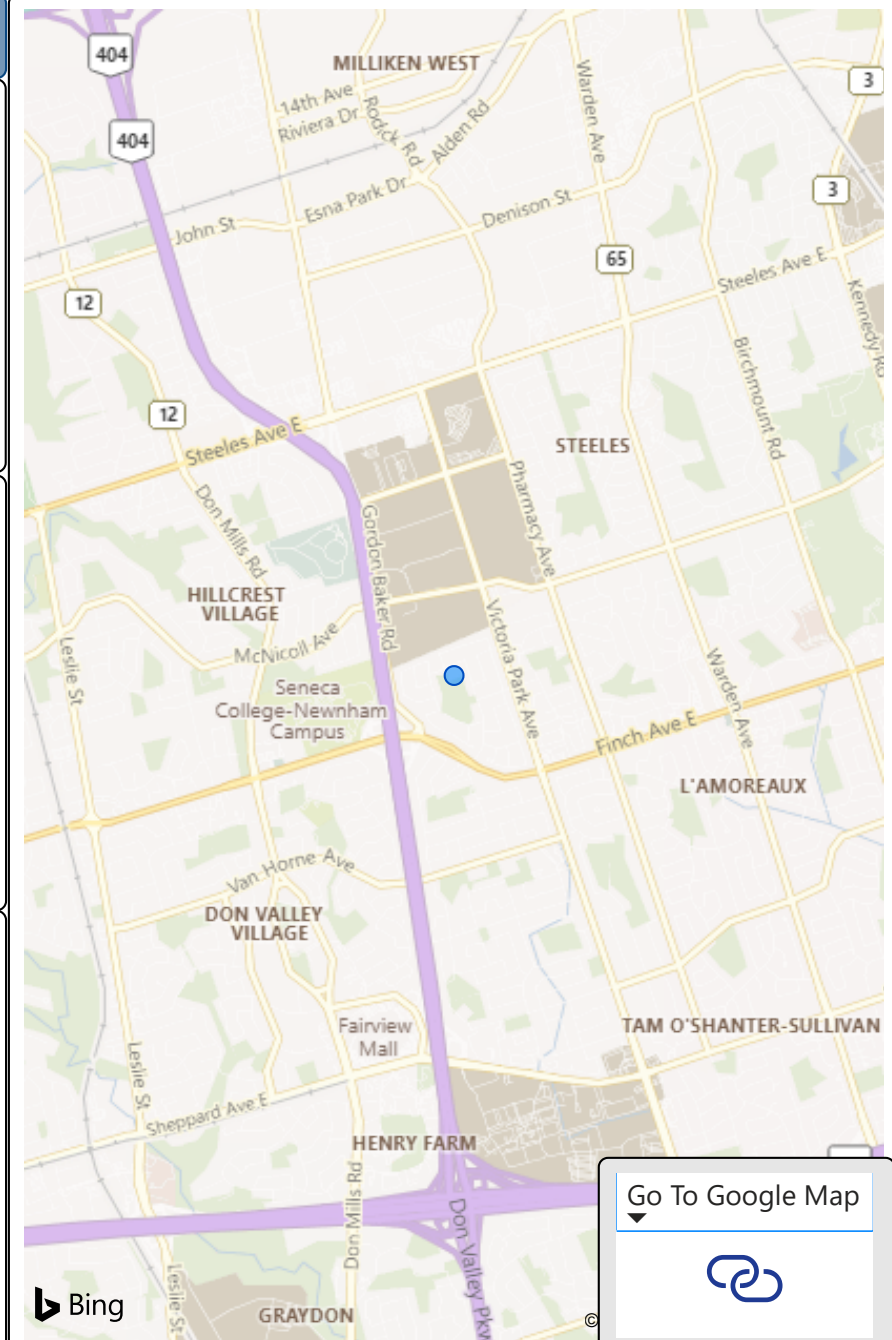 404
MILLIKEN WEST
3
14th Ave
Riviera Dr
Rodick Rd
Alden Rd
Warden Ave
404
3
Esna Park Dr
Denison St
John St
65
Steeles Ave E
12
Kennedy Rd
Birchmount Rd
12
Steeles Ave E
STEELES
Don Mills Rd
Gordon Baker Rd
Pharmacy Ave
HILLCREST
VILLAGE
McNicoll Ave
Victoria Park Ave
Leslie St
Warden Ave
Seneca
College-Newnham
Campus
Finch Ave E
L'AMOREAUX
Van Horne Ave
DON VALLEY
VILLAGE
Fairview
Mall
TAM O'SHANTER-SULLIVAN
Leslie St
Sheppard Ave E
HENRY FARM
Don Mills Rd
Don Valley Pkwy
Go To Google Map
Leslie St
Bing
GRAYDON
©